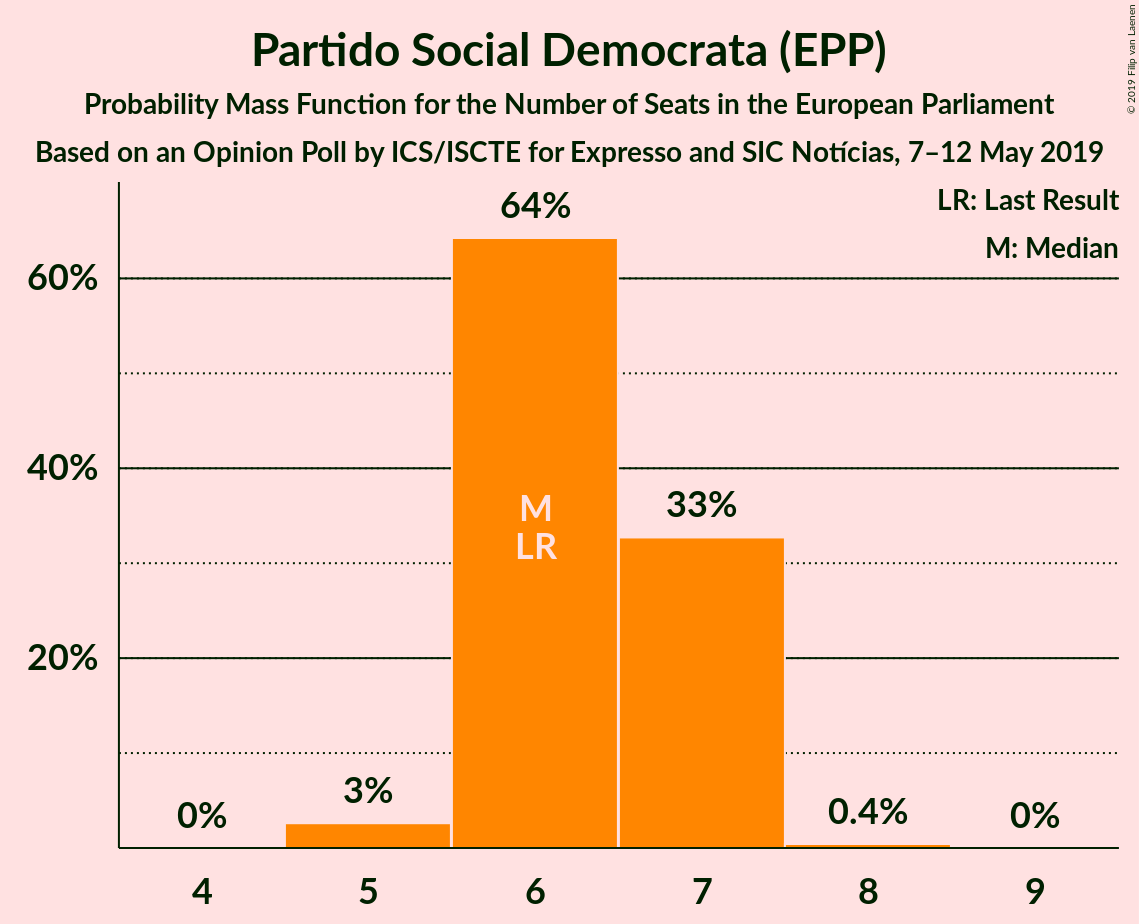 Partido Social Democrata (EPP)
Probability Mass Function for the Number of Seats in the European Parliament
Based on an Opinion Poll by ICS/ISCTE for Expresso and SIC Notícias, 7–12 May 2019
© 2019 Filip van Laenen
LR: Last Result
M: Median
64%
60%
40%
33%
M
LR
20%
3%
0%
0.4%
0%
4 5 6 7 8 9